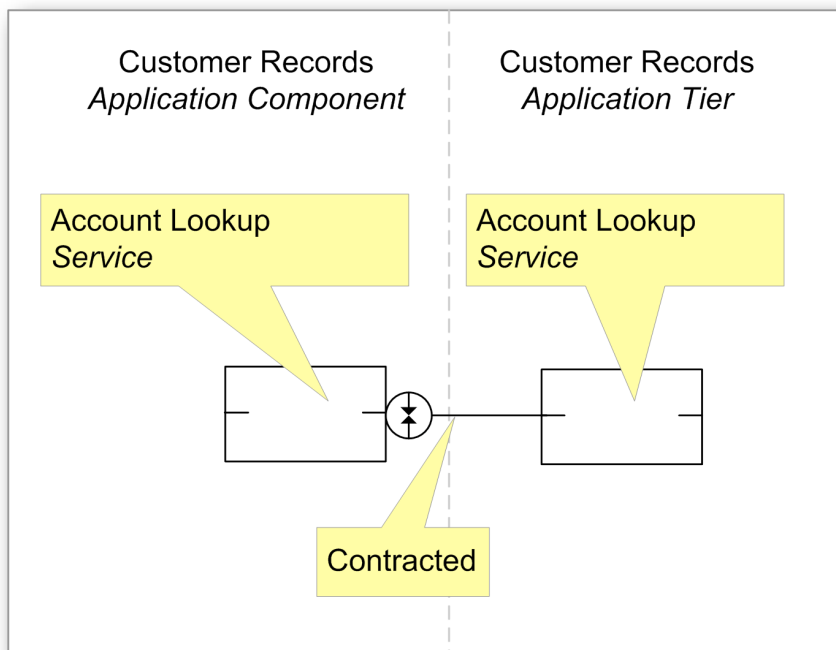 Customer Records
Application Component
Customer Records
Application Tier
Account Lookup
Service
Account Lookup
Service
Contracted